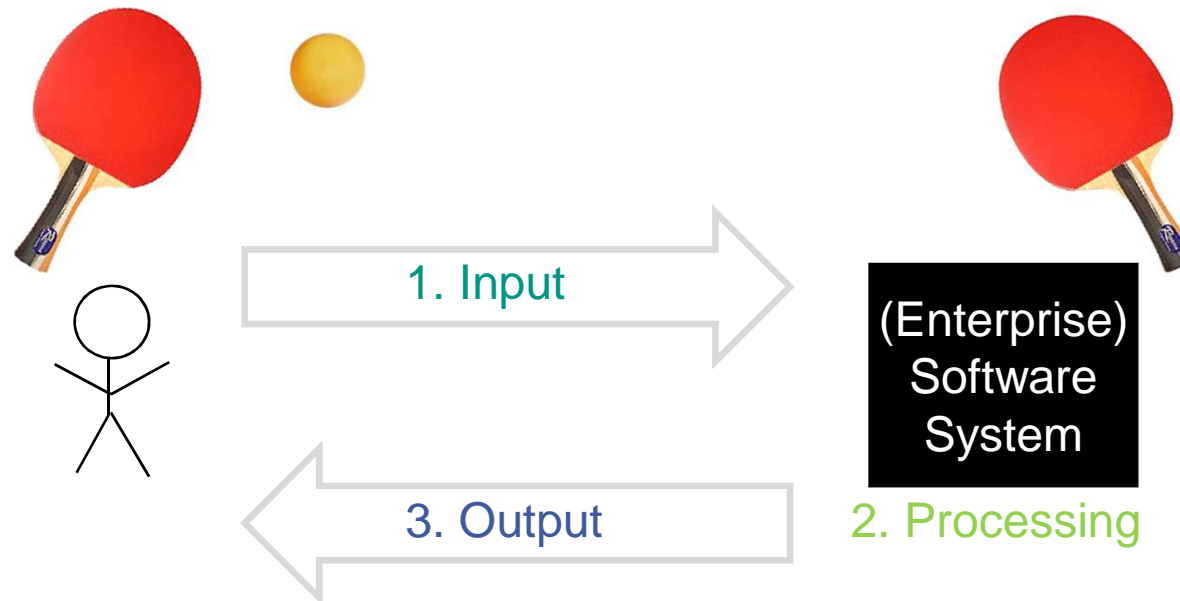 1. Input
(Enterprise)
Software
System
2. Processing
3. Output